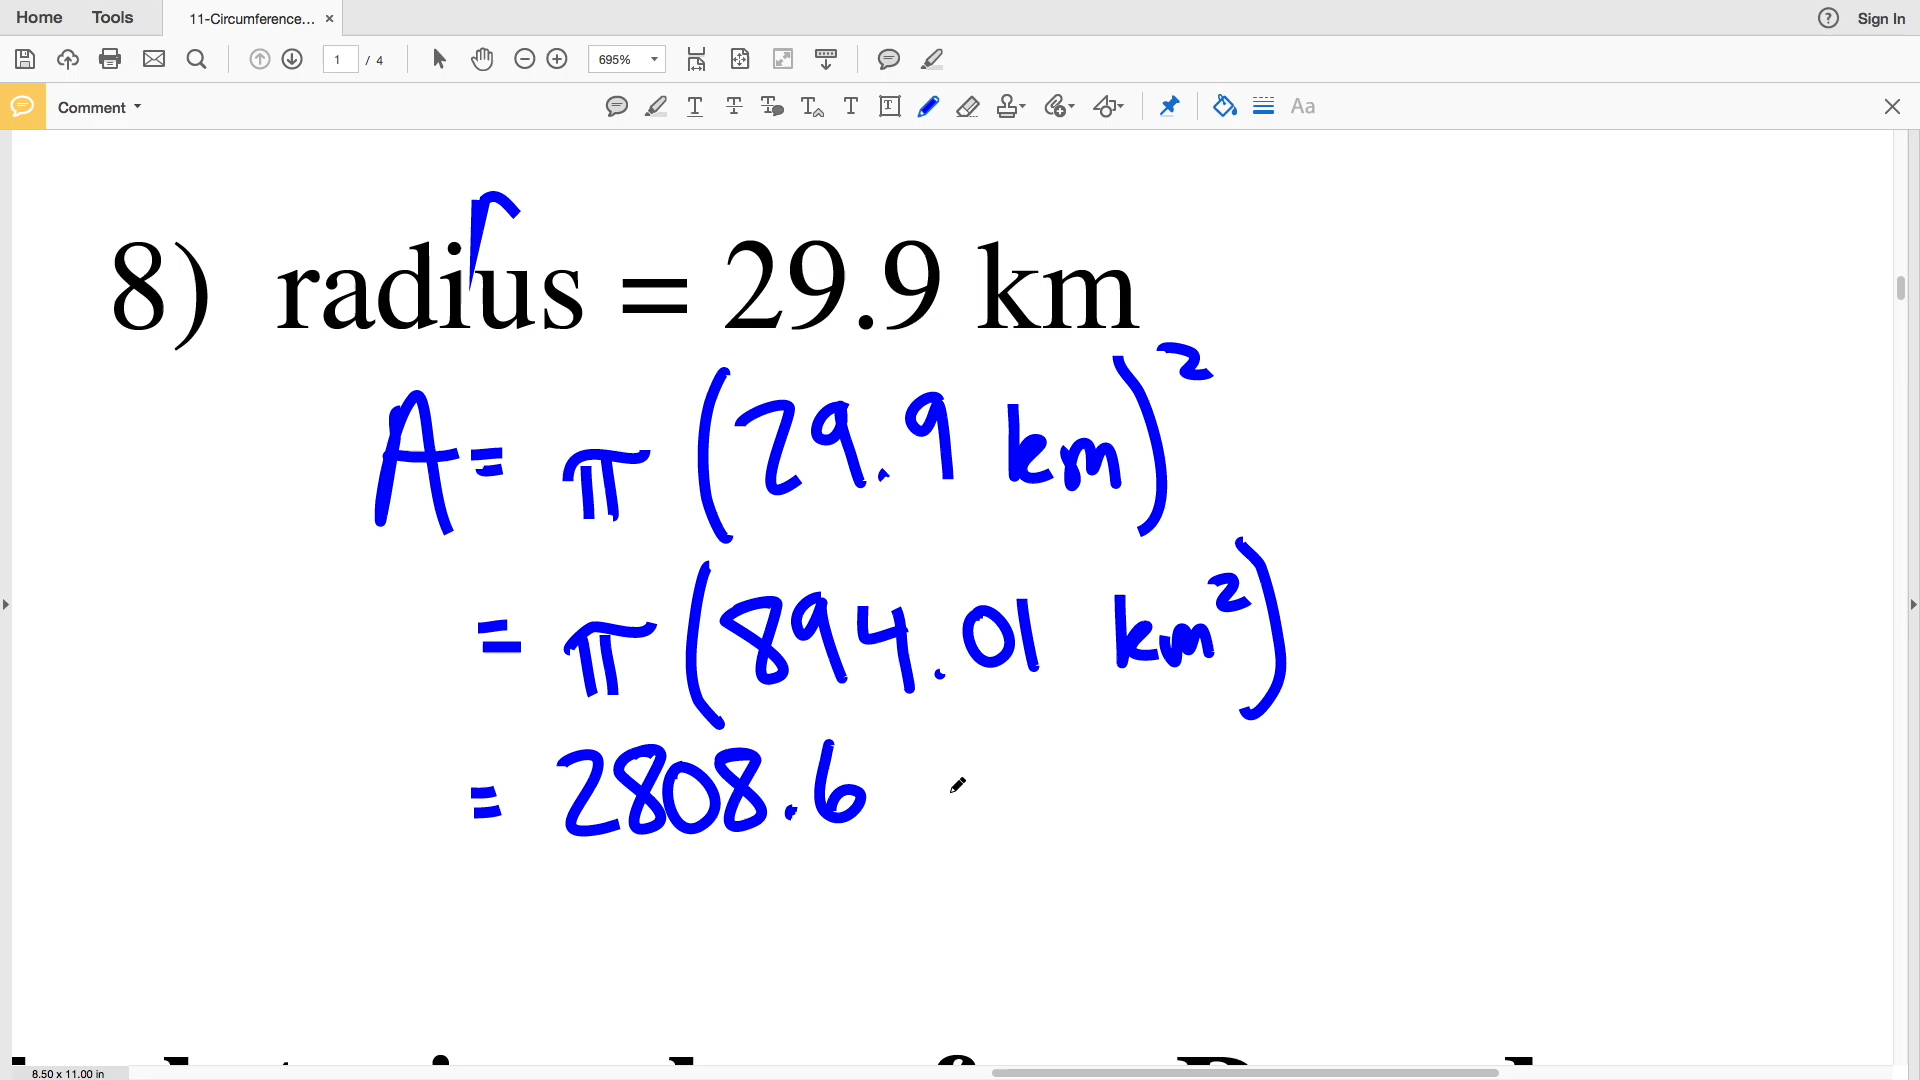 Home Tools 11-Circumference... × ? Sign In
1 / 4 695%
Comment Aa
r
8) radius = 29.9 km
A = π (29.9 km)²
= π (894.01 km²)
= 2808.6
8.50 x 11.00 in